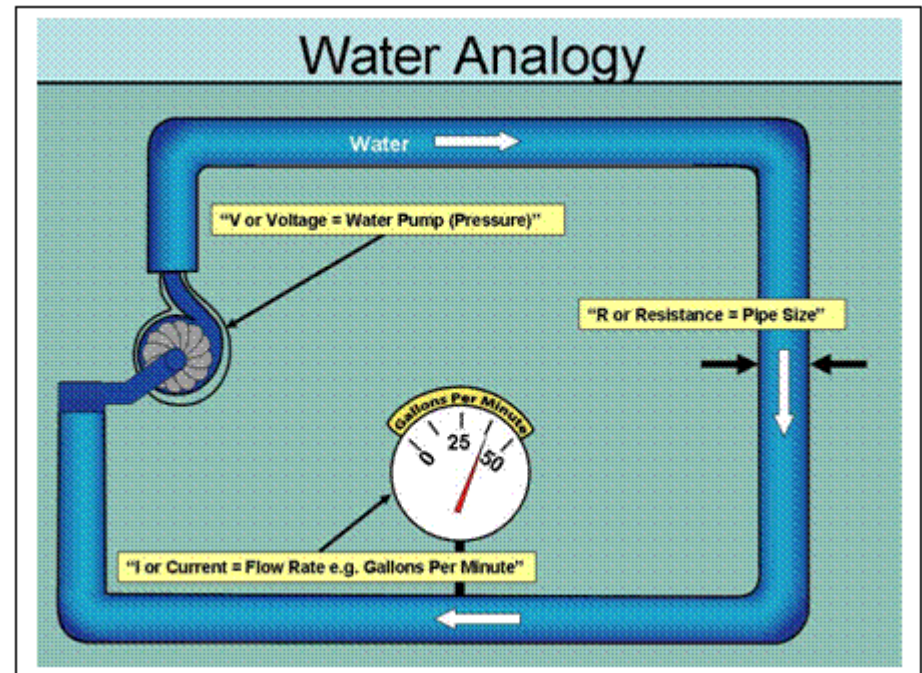 Water Analogy
Water
“V or Voltage = Water Pump (Pressure)”
“R or Resistance = Pipe Size”
Gallons Per Minute
0 25 50
“I or Current = Flow Rate e.g. Gallons Per Minute”